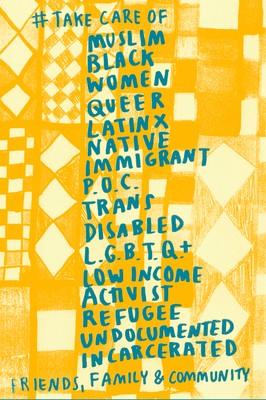 # TAKE CARE OF
MUSLIM
BLACK
WOMEN
QUEER
LATINX
NATIVE
IMMIGRANT
P.O.C.
TRANS
DISABLED
L.G.B.T.Q.+
LOW INCOME
ACTIVIST
REFUGEE
UNDOCUMENTED
INCARCERATED
FRIENDS, FAMILY & COMMUNITY